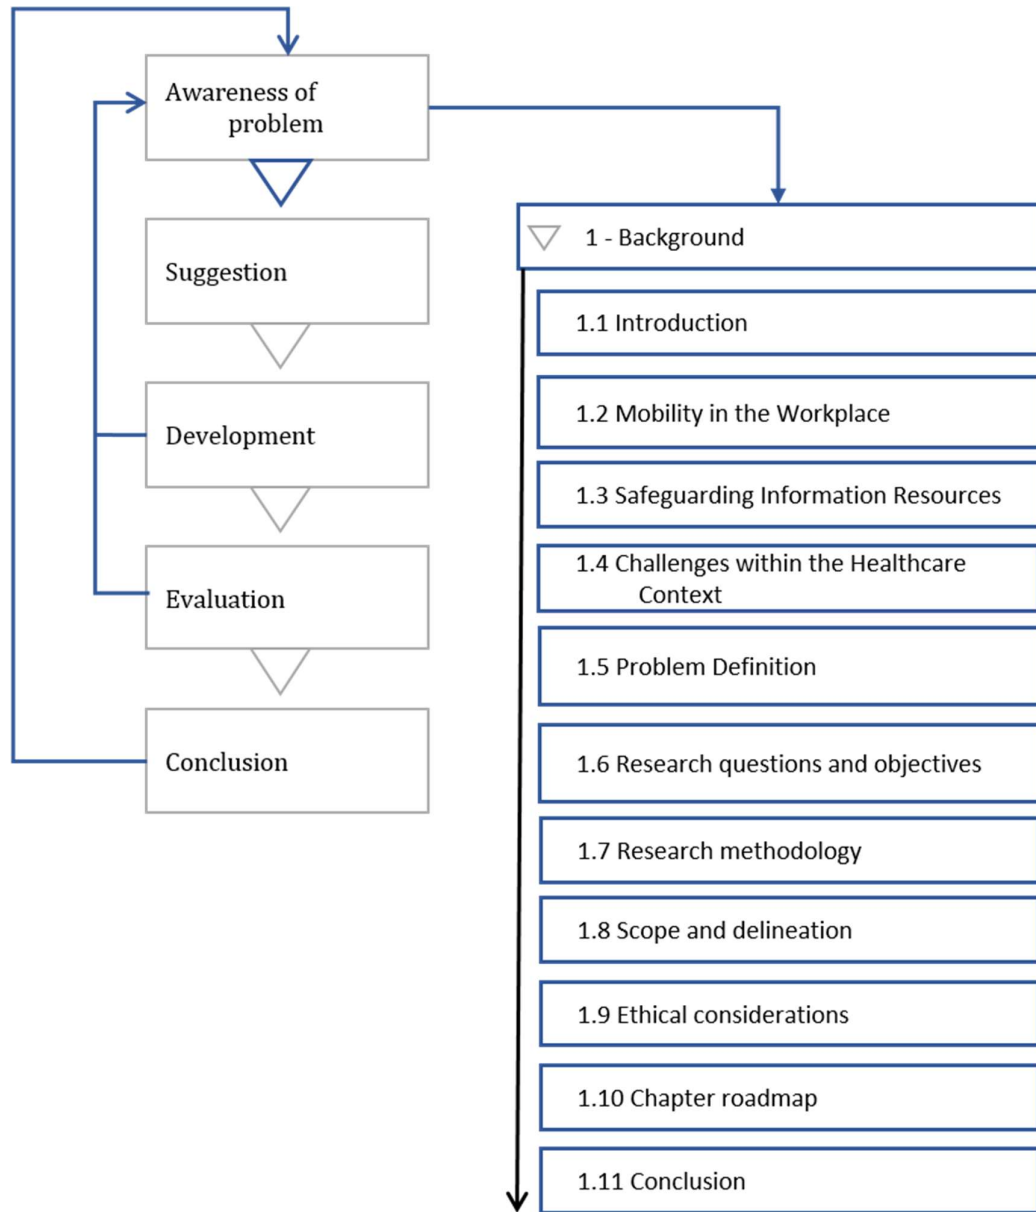 Awareness of
problem
Suggestion
Development
Evaluation
Conclusion
1 - Background
1.1 Introduction
1.2 Mobility in the Workplace
1.3 Safeguarding Information Resources
1.4 Challenges within the Healthcare
Context
1.5 Problem Definition
1.6 Research questions and objectives
1.7 Research methodology
1.8 Scope and delineation
1.9 Ethical considerations
1.10 Chapter roadmap
1.11 Conclusion